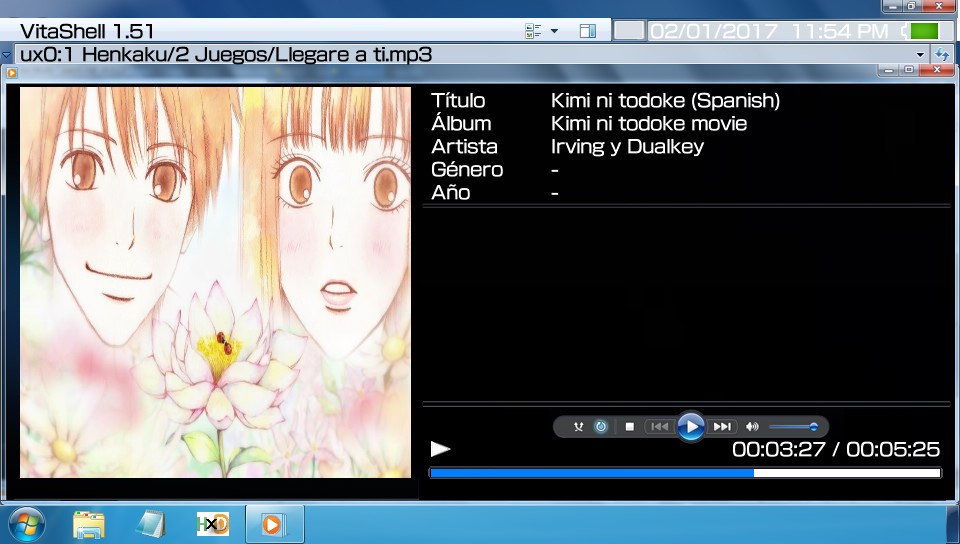 VitaShell 1.51
02/01/2017 11:54 PM
ux0:1 Henkaku/2 Juegos/Llegare a ti.mp3
Título Kimi ni todoke (Spanish)
Álbum Kimi ni todoke movie
Artista Irving y Dualkey
Género -
Año -
00:03:27 / 00:05:25
HxD